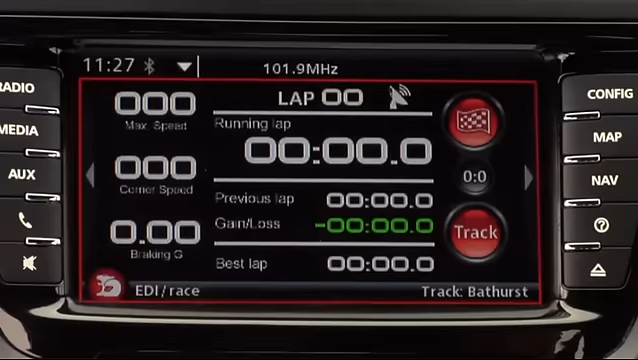 11:27
101.9MHz
RADIO
MEDIA
AUX
CONFIG
MAP
NAV
000
Max. Speed
000
Corner Speed
0.00
Braking G
LAP 00
Running lap
00:00.0
Previous lap 00:00.0
Gain/Loss -00:00.0
Best lap 00:00.0
0:0
Track
EDI/race
Track: Bathurst